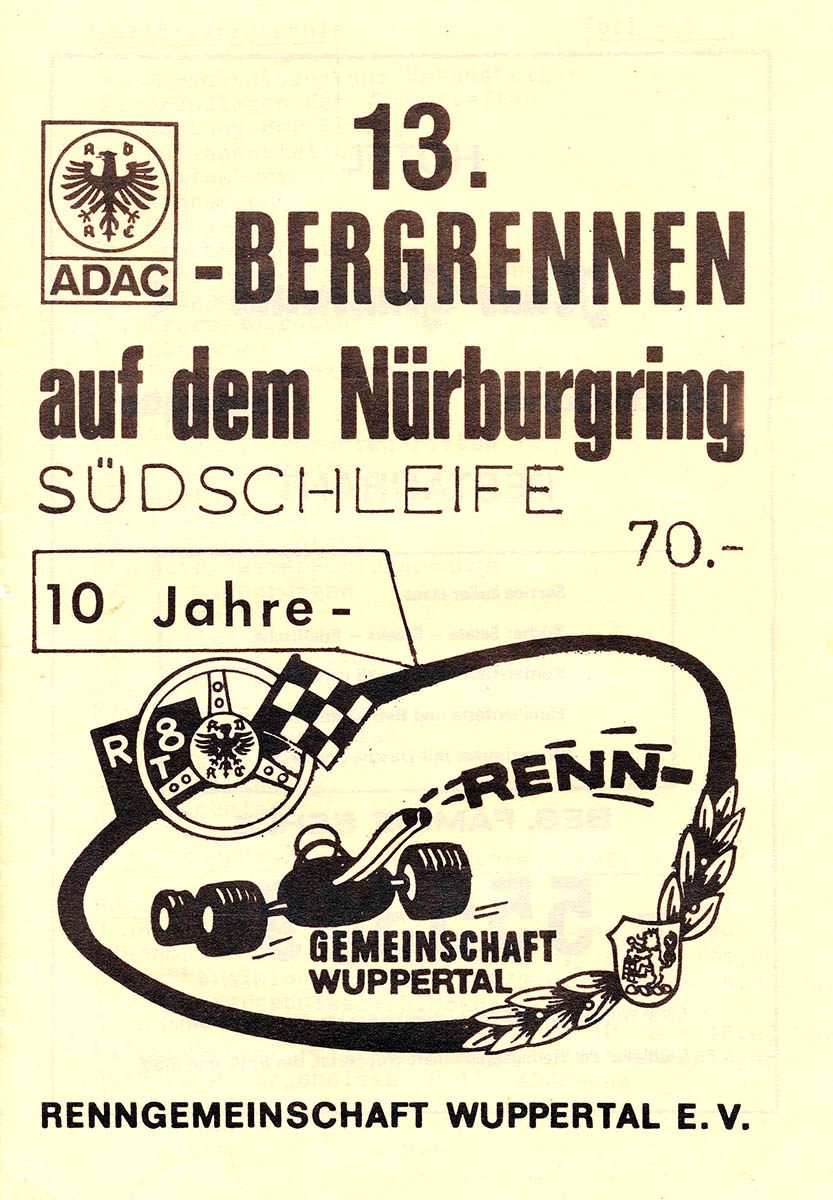 13.
A D
A C
ADAC
-BERGRENNEN
auf dem Nürburgring
SÜDSCHLEIFE
70.-
10 Jahre -
R 8
T
A D
A C
RENN-
GEMEINSCHAFT
WUPPERTAL
RENNGEMEINSCHAFT WUPPERTAL E. V.